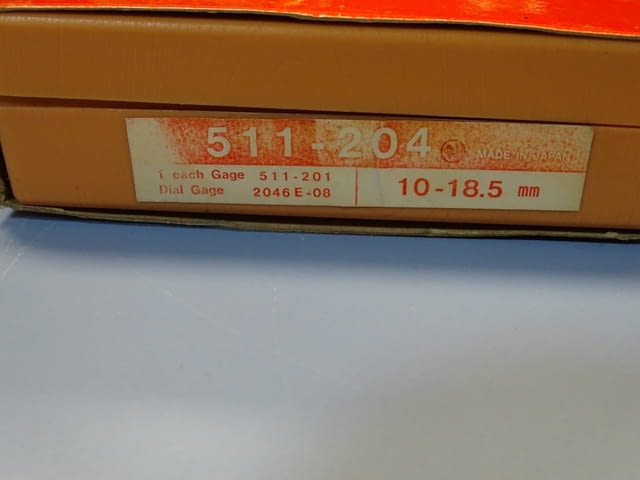 511-204 MADE IN JAPAN
1 each Gage 511-201
Dial Gage 2046E-08
10-18.5 mm